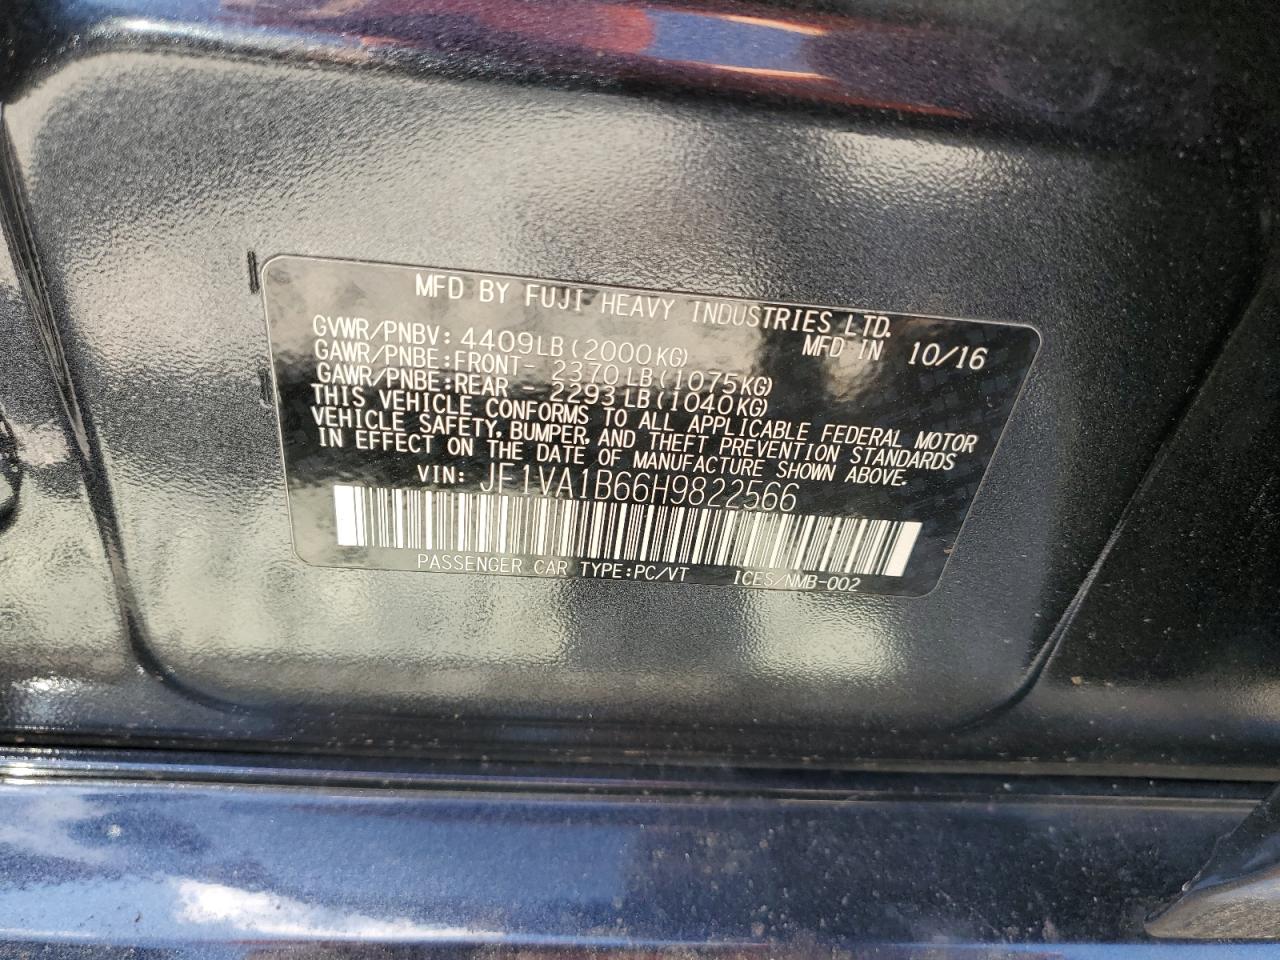 MFD BY FUJI HEAVY INDUSTRIES LTD.
GVWR/PNBV: 4409LB(2000KG) MFD IN 10/16
GAWR/PNBE:FRONT- 2370LB(1075KG)
GAWR/PNBE:REAR - 2293LB(1040KG)
THIS VEHICLE CONFORMS TO ALL APPLICABLE FEDERAL MOTOR
VEHICLE SAFETY, BUMPER, AND THEFT PREVENTION STANDARDS
IN EFFECT ON THE DATE OF MANUFACTURE SHOWN ABOVE.
VIN: JF1VA1B66H9822566
PASSENGER CAR TYPE:PC/VT ICES/NMB-002